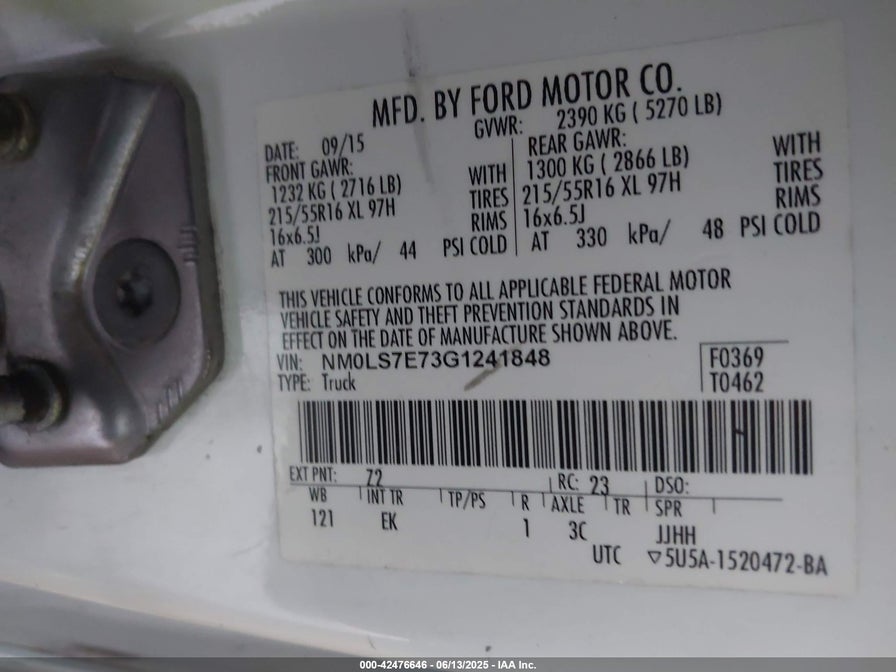 MFD. BY FORD MOTOR CO.
DATE: 09/15 GVWR: 2390 KG ( 5270 LB)
FRONT GAWR: REAR GAWR:
1232 KG ( 2716 LB) WITH 1300 KG ( 2866 LB) WITH
215/55R16 XL 97H TIRES 215/55R16 XL 97H TIRES
16x6.5J RIMS 16x6.5J RIMS
AT 300 kPa/ 44 PSI COLD AT 330 kPa/ 48 PSI COLD
THIS VEHICLE CONFORMS TO ALL APPLICABLE FEDERAL MOTOR
VEHICLE SAFETY AND THEFT PREVENTION STANDARDS IN
EFFECT ON THE DATE OF MANUFACTURE SHOWN ABOVE.
VIN: NM0LS7E73G1241848 F0369
TYPE: Truck T0462
EXT PNT: Z2 RC: 23 DSO:
WB INT TR TP/PS R AXLE TR SPR
121 EK 1 3C JJHH
UTC ▽5U5A-1520472-BA
000-42476646 - 06/13/2025 - IAA Inc.